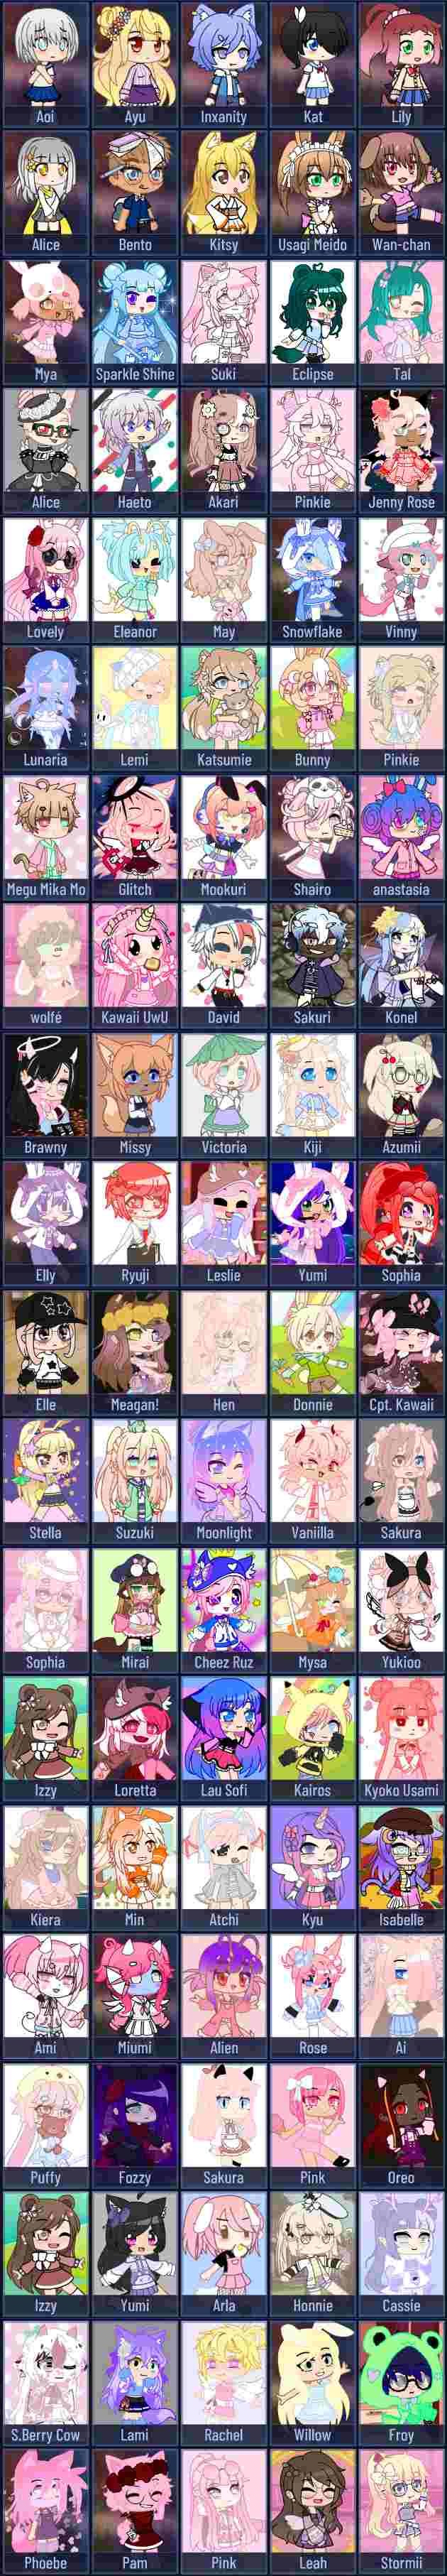 Aoi
Ayu
Inxanity
Kat
Lily
Alice
Bento
Kitsy
Usagi Meido
Wan-chan
Mya
Sparkle Shine
Suki
Eclipse
Tal
Alice
Haeto
Akari
Pinkie
Jenny Rose
Lovely
Eleanor
May
Snowflake
Vinny
Lunaria
Lemi
Katsumie
Bunny
Pinkie
Megu Mika Mo
Glitch
Mookuri
Shairo
anastasia
wolfé
Kawaii UwU
David
Sakuri
Konel
Brawny
Missy
Victoria
Kiji
Azumii
Elly
Ryuji
Leslie
Yumi
Sophia
Elle
Meagan!
Hen
Donnie
Cpt. Kawaii
Stella
Suzuki
Moonlight
Vaniilla
Sakura
Sophia
Mirai
Cheez Ruz
Mysa
Yukioo
Izzy
Loretta
Lau Sofi
Kairos
Kyoko Usami
Kiera
Min
Atchi
Kyu
Isabelle
Ami
Miumi
Alien
Rose
Ai
Puffy
Fozzy
Sakura
Pink
Oreo
Izzy
Yumi
Arla
Honnie
Cassie
S.Berry Cow
Lami
Rachel
Willow
Froy
Phoebe
Pam
Pink
Leah
Stormii